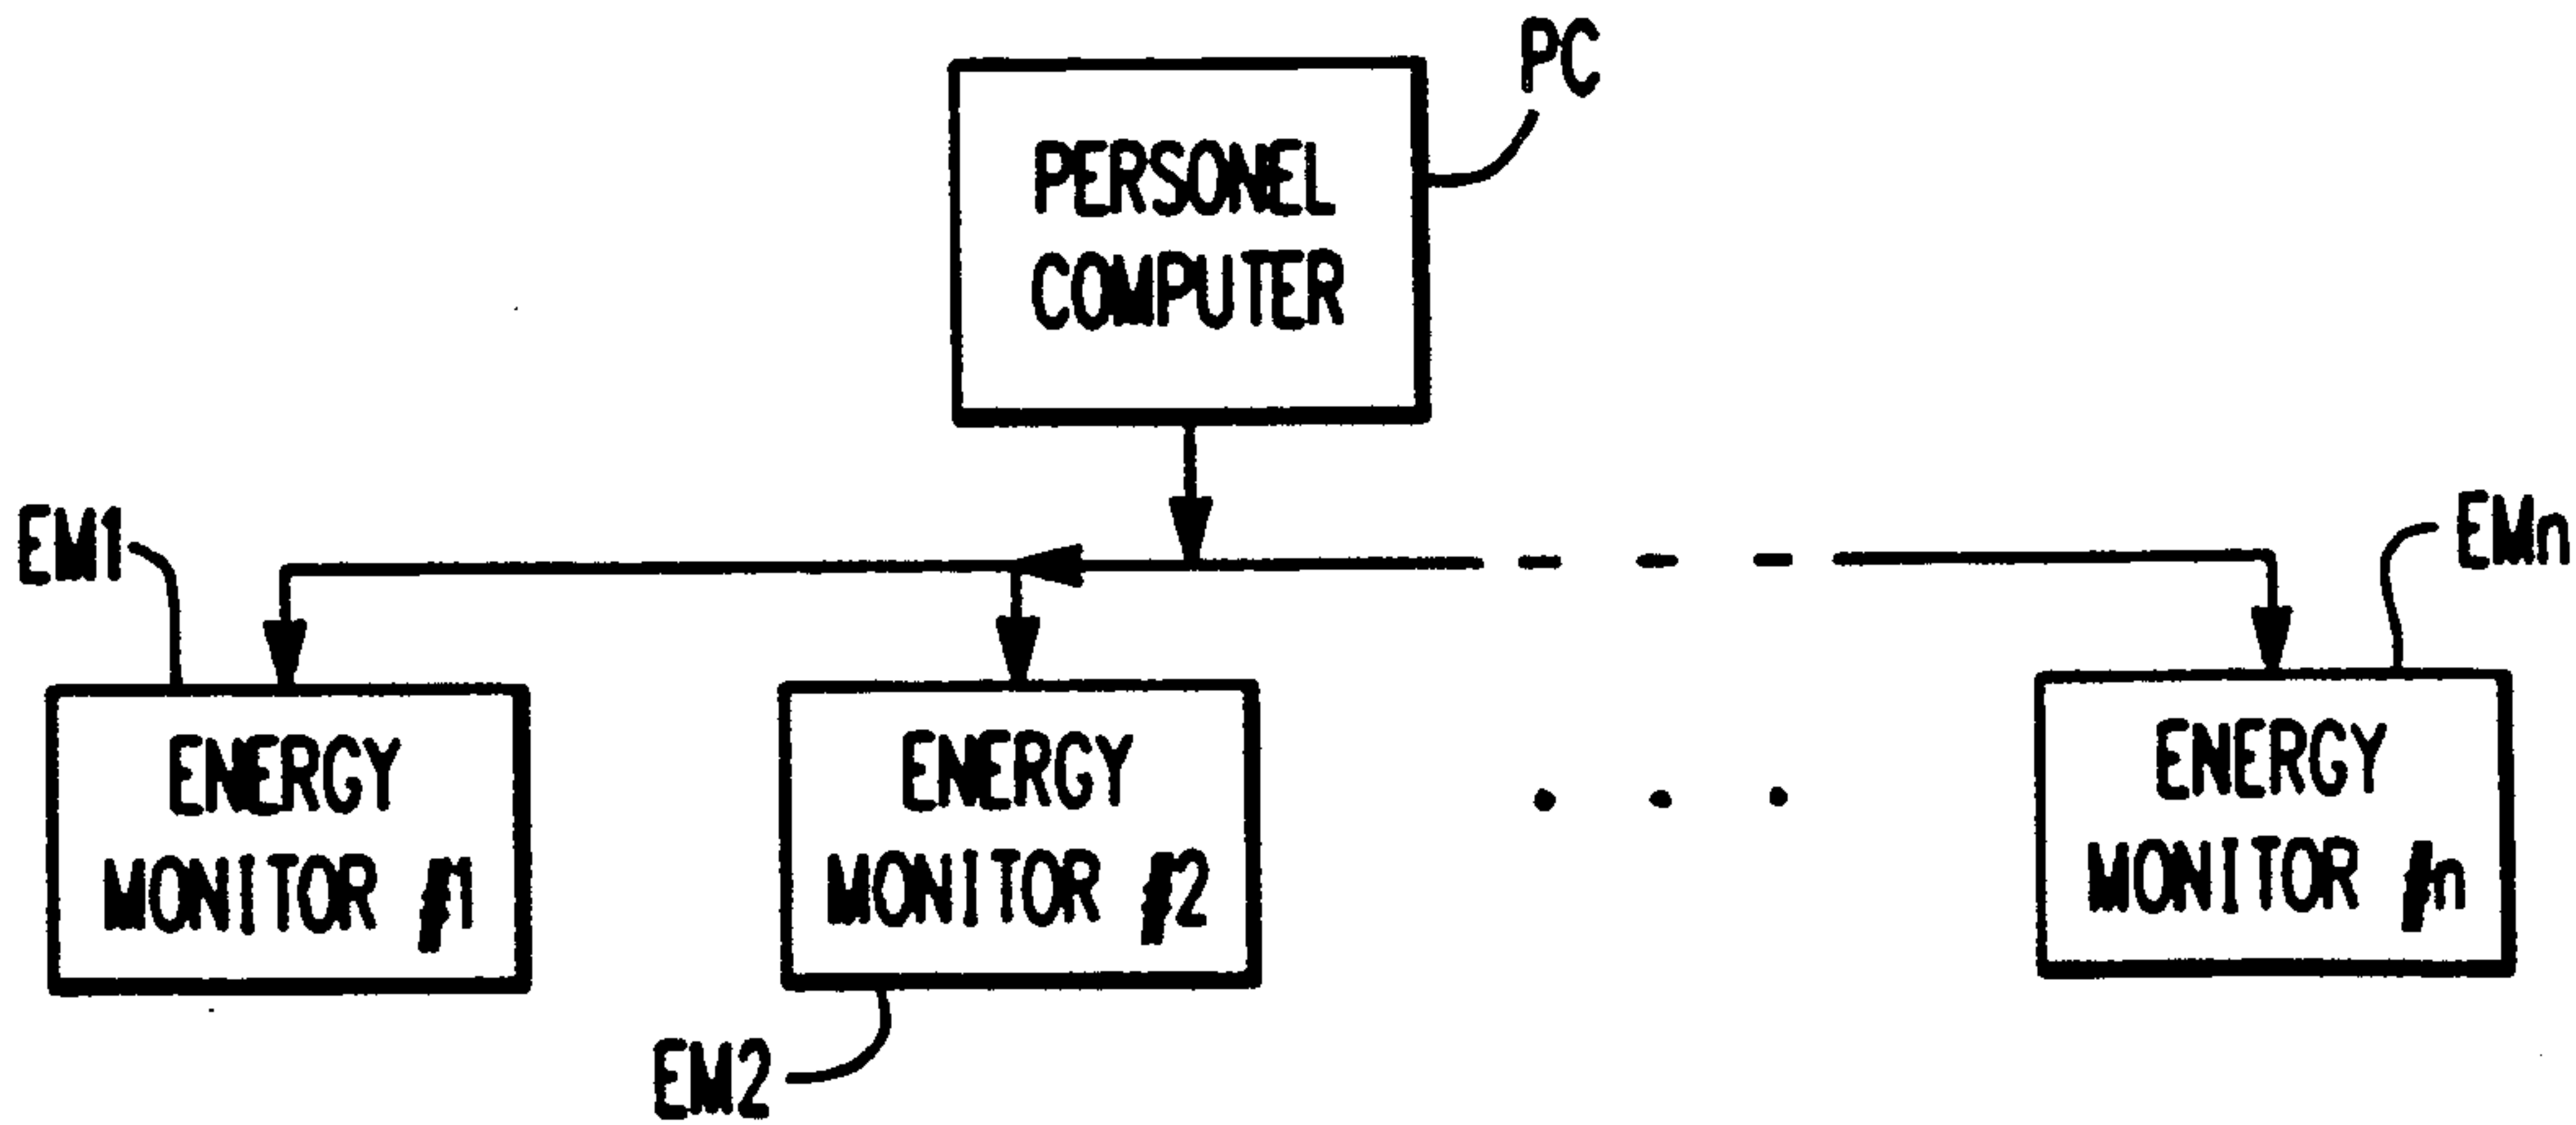 PC
PERSONEL
COMPUTER
EM1
EMn
ENERGY
MONITOR #1
ENERGY
MONITOR #2
ENERGY
MONITOR #n
EM2